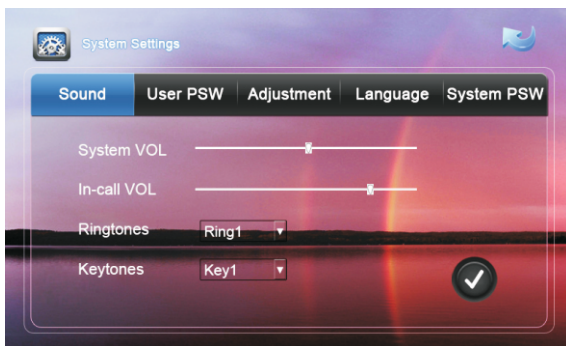 System Settings
Sound User PSW Adjustment Language System PSW
System VOL
In-call VOL
Ringtones Ring1
Keytones Key1